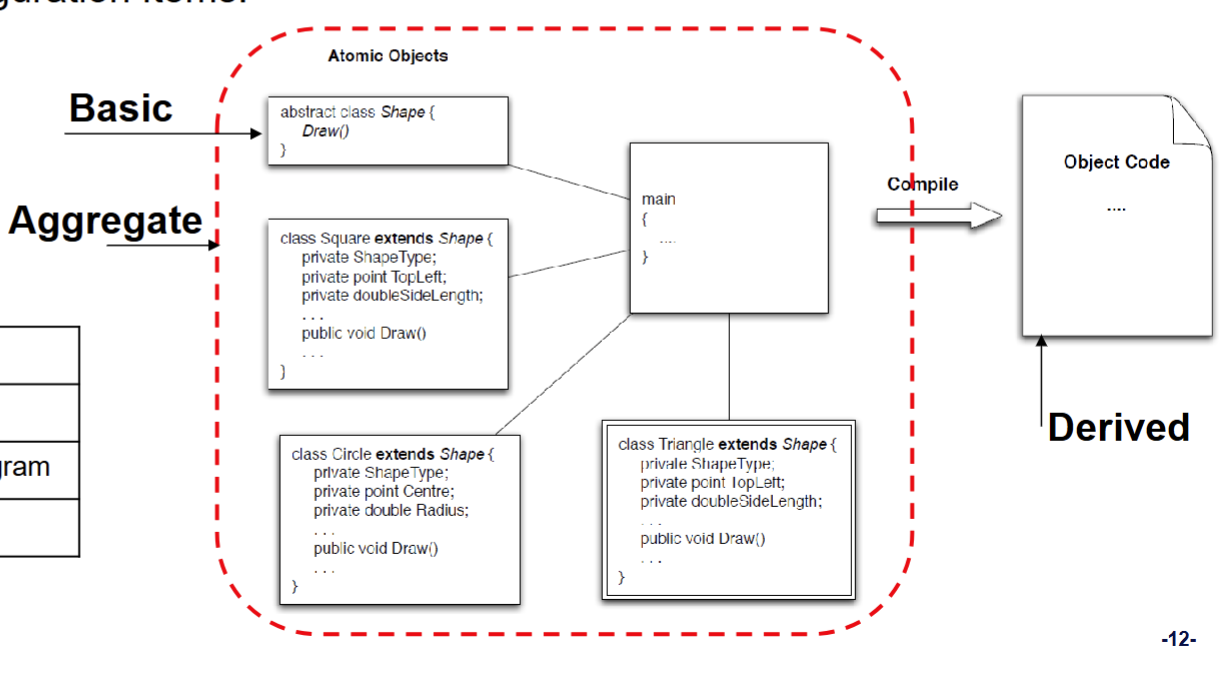 guration items.
Atomic Objects
Basic
abstract class Shape {
Draw()
}
Aggregate
class Square extends Shape {
private ShapeType;
private point TopLeft;
private doubleSideLength;
. . .
public void Draw()
. . .
}
main
{
....
}
Compile
Object Code
....
Derived
gram
class Circle extends Shape {
private ShapeType;
private point Centre;
private double Radius;
. . .
public void Draw()
. . .
}
class Triangle extends Shape {
private ShapeType;
private point TopLeft;
private doubleSideLength;
. . .
public void Draw()
. . .
}
-12-